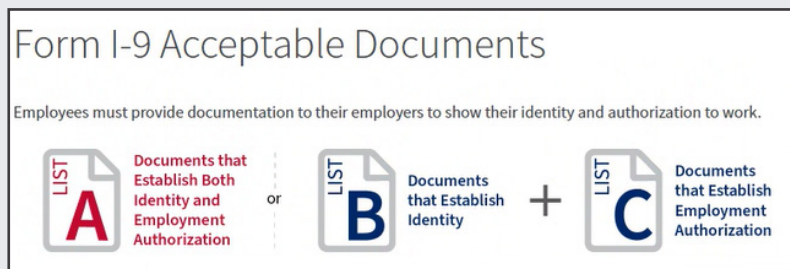 Form I-9 Acceptable Documents
Employees must provide documentation to their employers to show their identity and authorization to work.
LIST
A
Documents that
Establish Both
Identity and
Employment
Authorization
or
LIST
B
Documents
that Establish
Identity
+
LIST
C
Documents
that Establish
Employment
Authorization